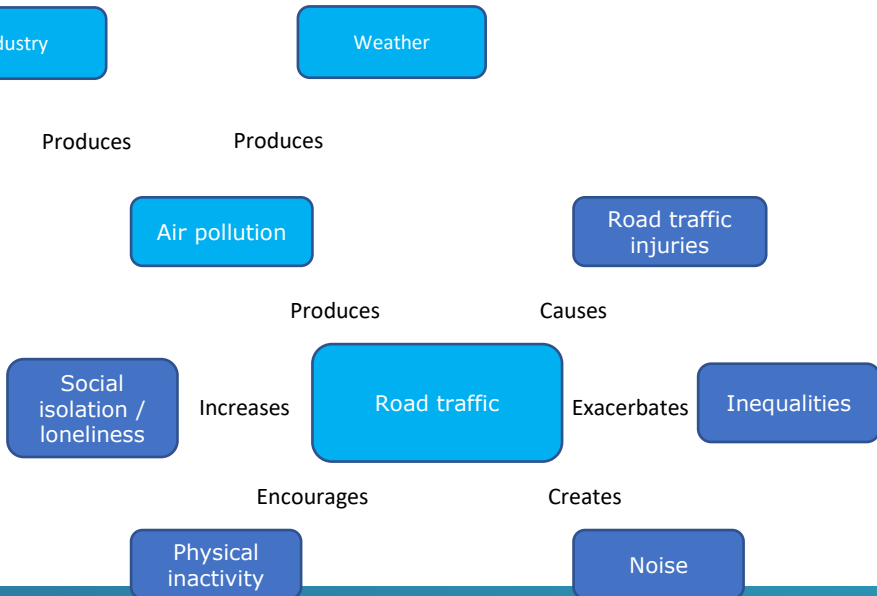 Weather
Produces
Produces
Air pollution
Road traffic
injuries
Produces
Causes
Social
isolation /
loneliness
Increases
Road traffic
Exacerbates
Inequalities
Encourages
Creates
Physical
inactivity
Noise